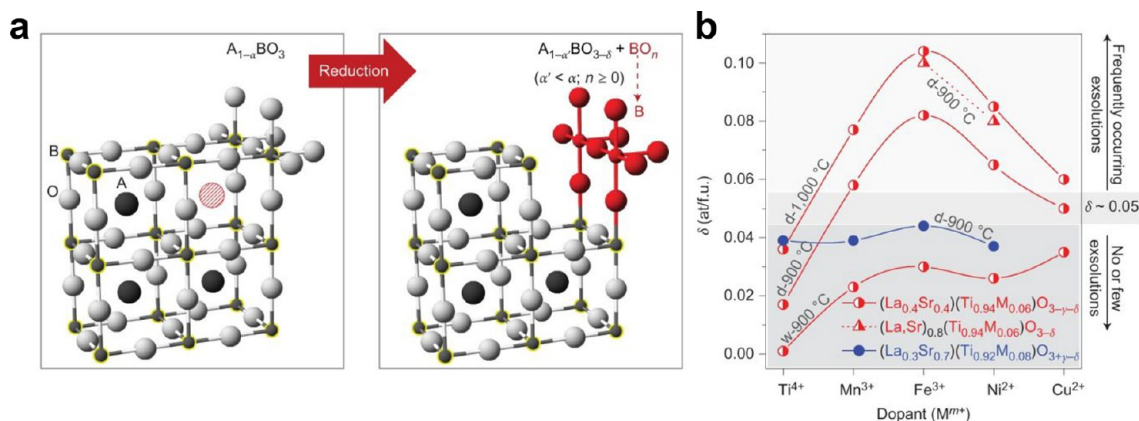 a
A1–αBO3
B
A
O
Reduction
A1–α'BO3–δ + BOn
(α' < α; n ≥ 0)
B
b
δ (at/f.u.)
0.10
0.08
0.06
0.04
0.02
0.00
d-1,000 °C
d-900 °C
w-900 °C
d-900 °C
d-900 °C
(La0.4Sr0.4)(Ti0.94M0.06)O3–γ–δ
(La,Sr)0.8(Ti0.94M0.06)O3–δ
(La0.3Sr0.7)(Ti0.92M0.08)O3+γ–δ
Ti4+ Mn3+ Fe3+ Ni2+ Cu2+
Dopant (Mm+)
Frequently occurring
exsolutions
δ ~ 0.05
No or few
exsolutions